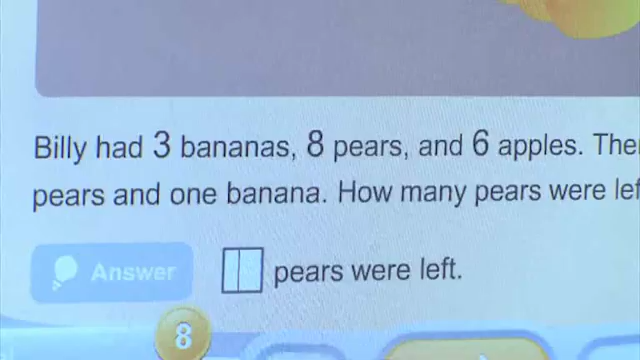 Billy had 3 bananas, 8 pears, and 6 apples.
pears and one banana. How many pears were
Answer
pears were left.
8